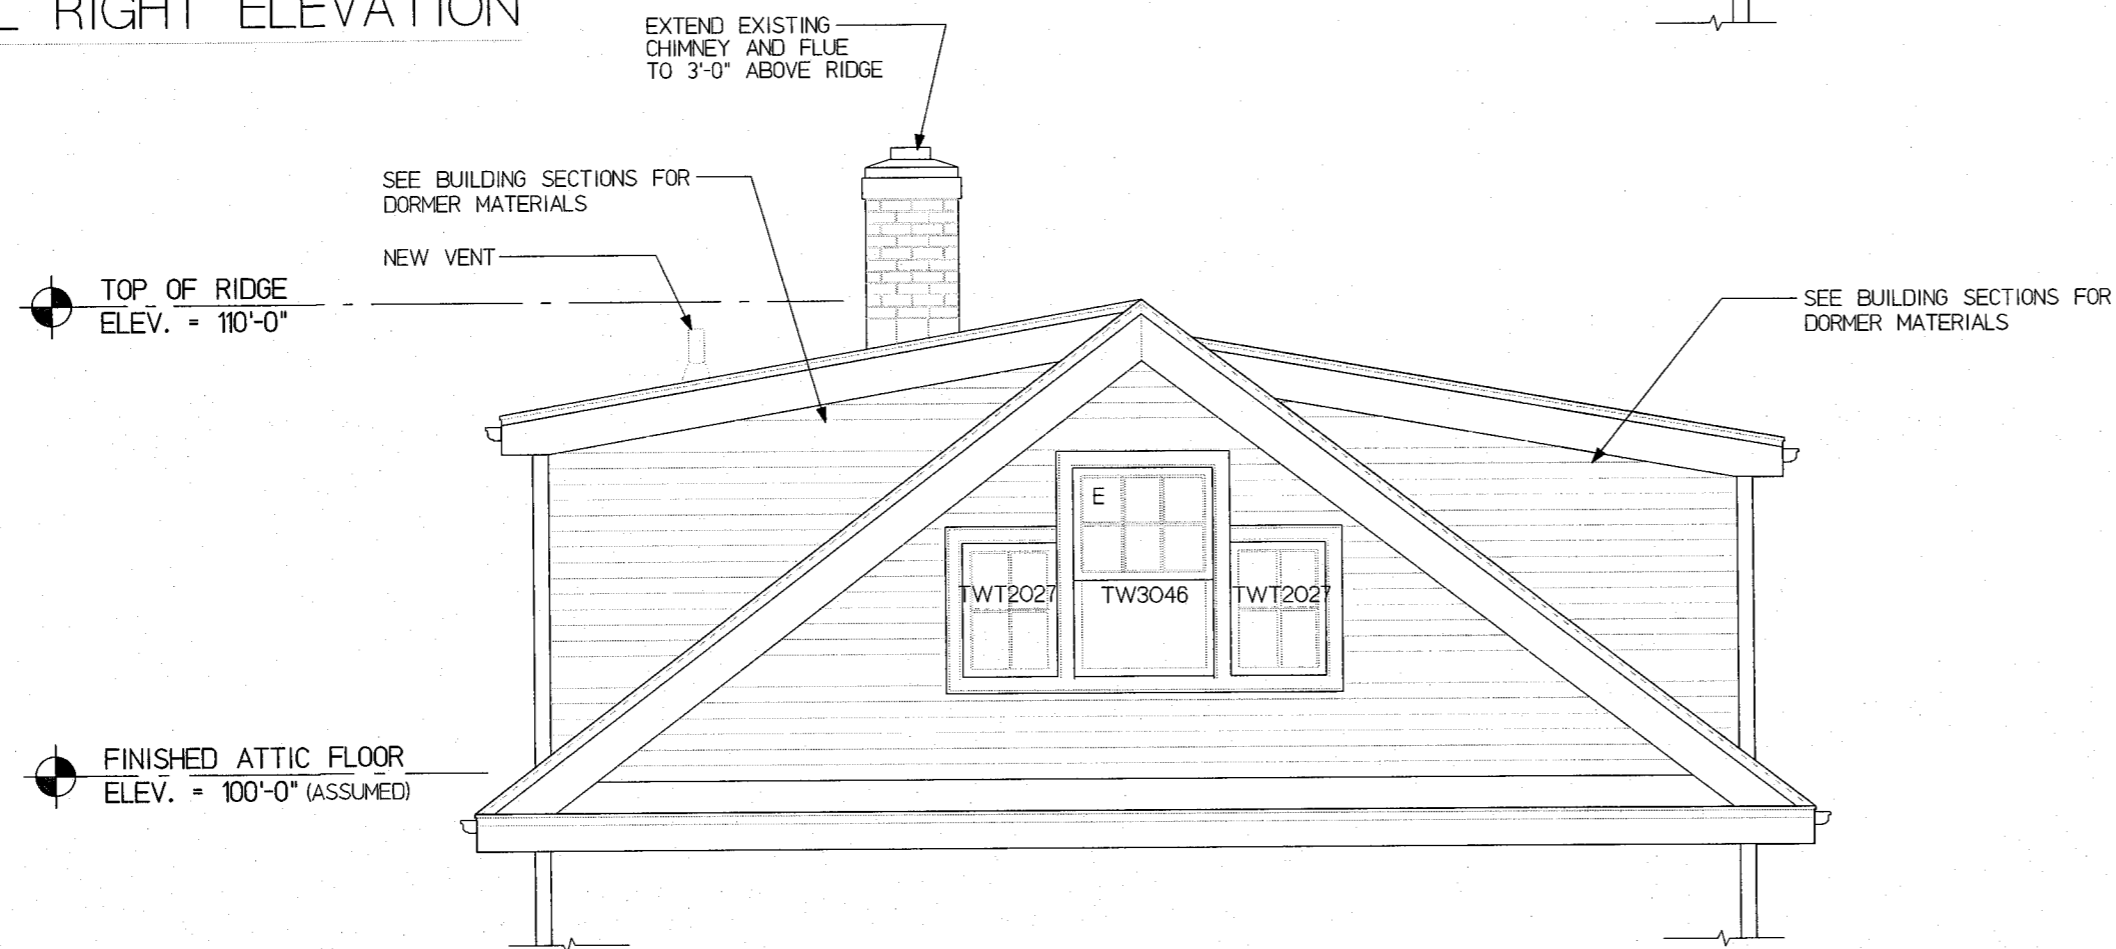 RIGHT ELEVATION
EXTEND EXISTING
CHIMNEY AND FLUE
TO 3'-0" ABOVE RIDGE
SEE BUILDING SECTIONS FOR
DORMER MATERIALS
NEW VENT
TOP OF RIDGE
ELEV. = 110'-0"
SEE BUILDING SECTIONS FOR
DORMER MATERIALS
E
TWT2027
TW3046
TWT2027
FINISHED ATTIC FLOOR
ELEV. = 100'-0" (ASSUMED)